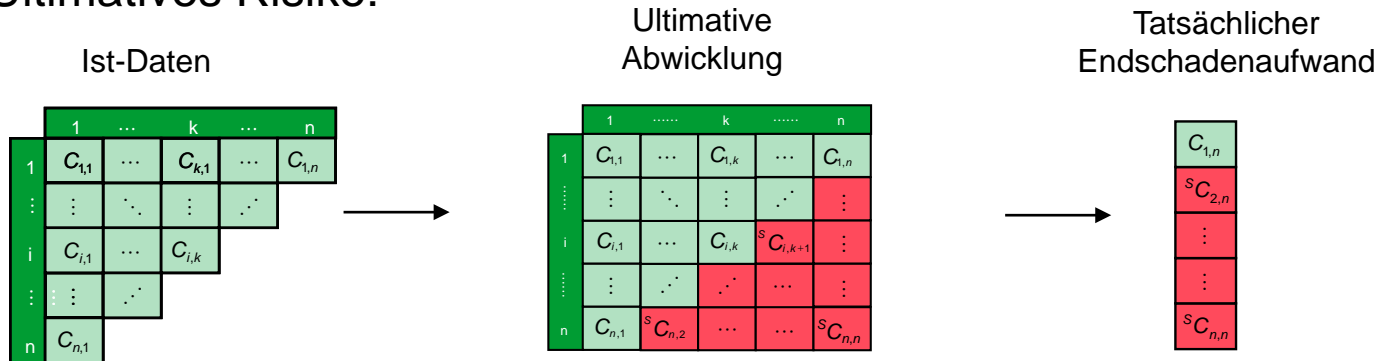 Ultimatives Risiko:
Ist-Daten
1 … k … n
1 C1,1 … Ck,1 … C1,n
⋮ ⋮ ⋱ ⋮ ⋰
i Ci,1 … Ci,k
⋮ ⋮ ⋰
n Cn,1
Ultimative
Abwicklung
1 …… k …… n
1 C1,1 … C1,k … C1,n
⋮ ⋮ ⋱ ⋮ ⋰ ⋮
i Ci,1 … Ci,k SCi,k+1 ⋮
⋮ ⋮ ⋰ ⋰ … ⋮
n Cn,1 SCn,2 … … SCn,n
Tatsächlicher
Endschadenaufwand
C1,n
SC2,n
⋮
⋮
SCn,n